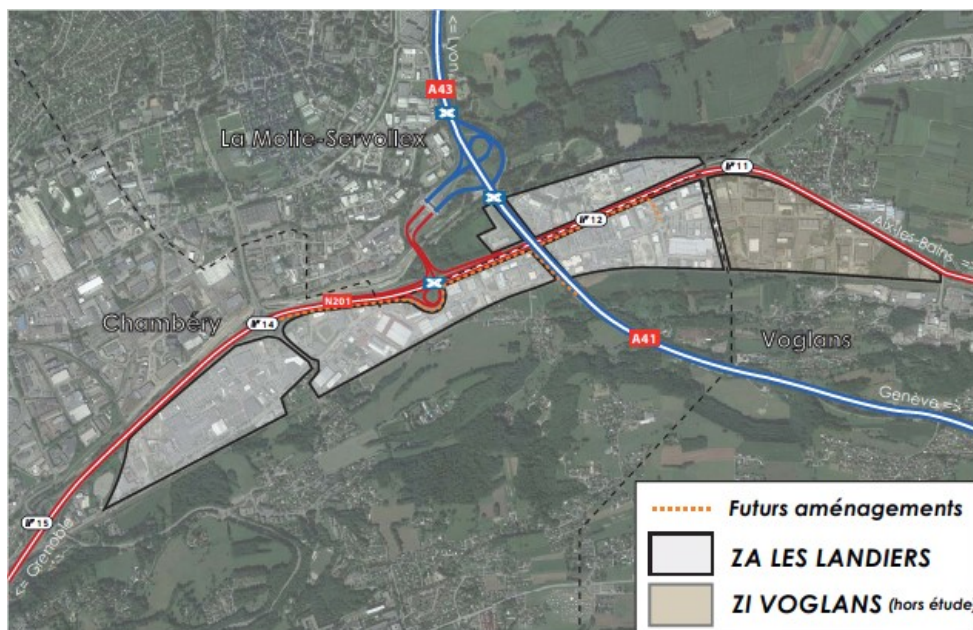 <= Lyon
A43
La Motte-Servollex
11
12
Aix-les-Bains =>
N201
Chambéry
14
Voglans
A41
Genève =>
15
<= Grenoble
Futurs aménagements
ZA LES LANDIERS
ZI VOGLANS (hors étude)